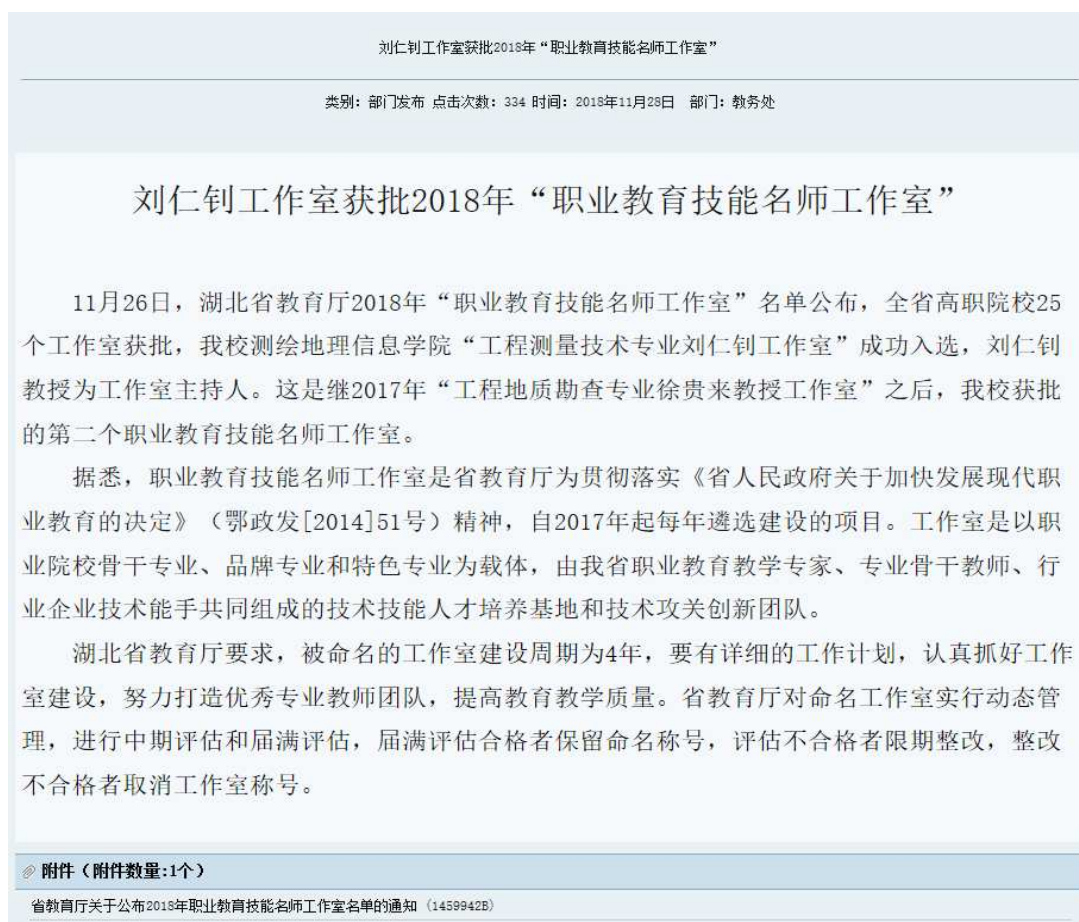 刘仁钊工作室获批2018年“职业教育技能名师工作室”
类别：部门发布 点击次数：334 时间：2018年11月28日 部门：教务处
刘仁钊工作室获批2018年“职业教育技能名师工作室”
11月26日，湖北省教育厅2018年“职业教育技能名师工作室”名单公布，全省高职院校25
个工作室获批，我校测绘地理信息学院“工程测量技术专业刘仁钊工作室”成功入选，刘仁钊
教授为工作室主持人。这是继2017年“工程地质勘查专业徐贵来教授工作室”之后，我校获批
的第二个职业教育技能名师工作室。
据悉，职业教育技能名师工作室是省教育厅为贯彻落实《省人民政府关于加快发展现代职
业教育的决定》（鄂政发[2014]51号）精神，自2017年起每年遴选建设的项目。工作室是以职
业院校骨干专业、品牌专业和特色专业为载体，由我省职业教育教学专家、专业骨干教师、行
业企业技术能手共同组成的技术技能人才培养基地和技术攻关创新团队。
湖北省教育厅要求，被命名的工作室建设周期为4年，要有详细的工作计划，认真抓好工作
室建设，努力打造优秀专业教师团队，提高教育教学质量。省教育厅对命名工作室实行动态管
理，进行中期评估和届满评估，届满评估合格者保留命名称号，评估不合格者限期整改，整改
不合格者取消工作室称号。
附件（附件数量:1个）
省教育厅关于公布2018年职业教育技能名师工作室名单的通知（1459942B）